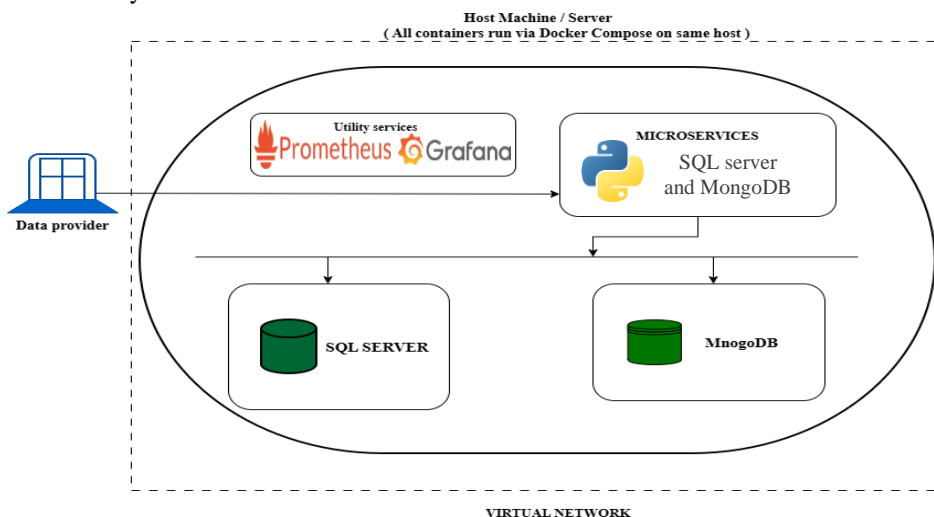 Host Machine / Server
( All containers run via Docker Compose on same host )
Utility services
Prometheus Grafana
MICROSERVICES
SQL server
and MongoDB
Data provider
SQL SERVER
MnogoDB
VIRTUAL NETWORK